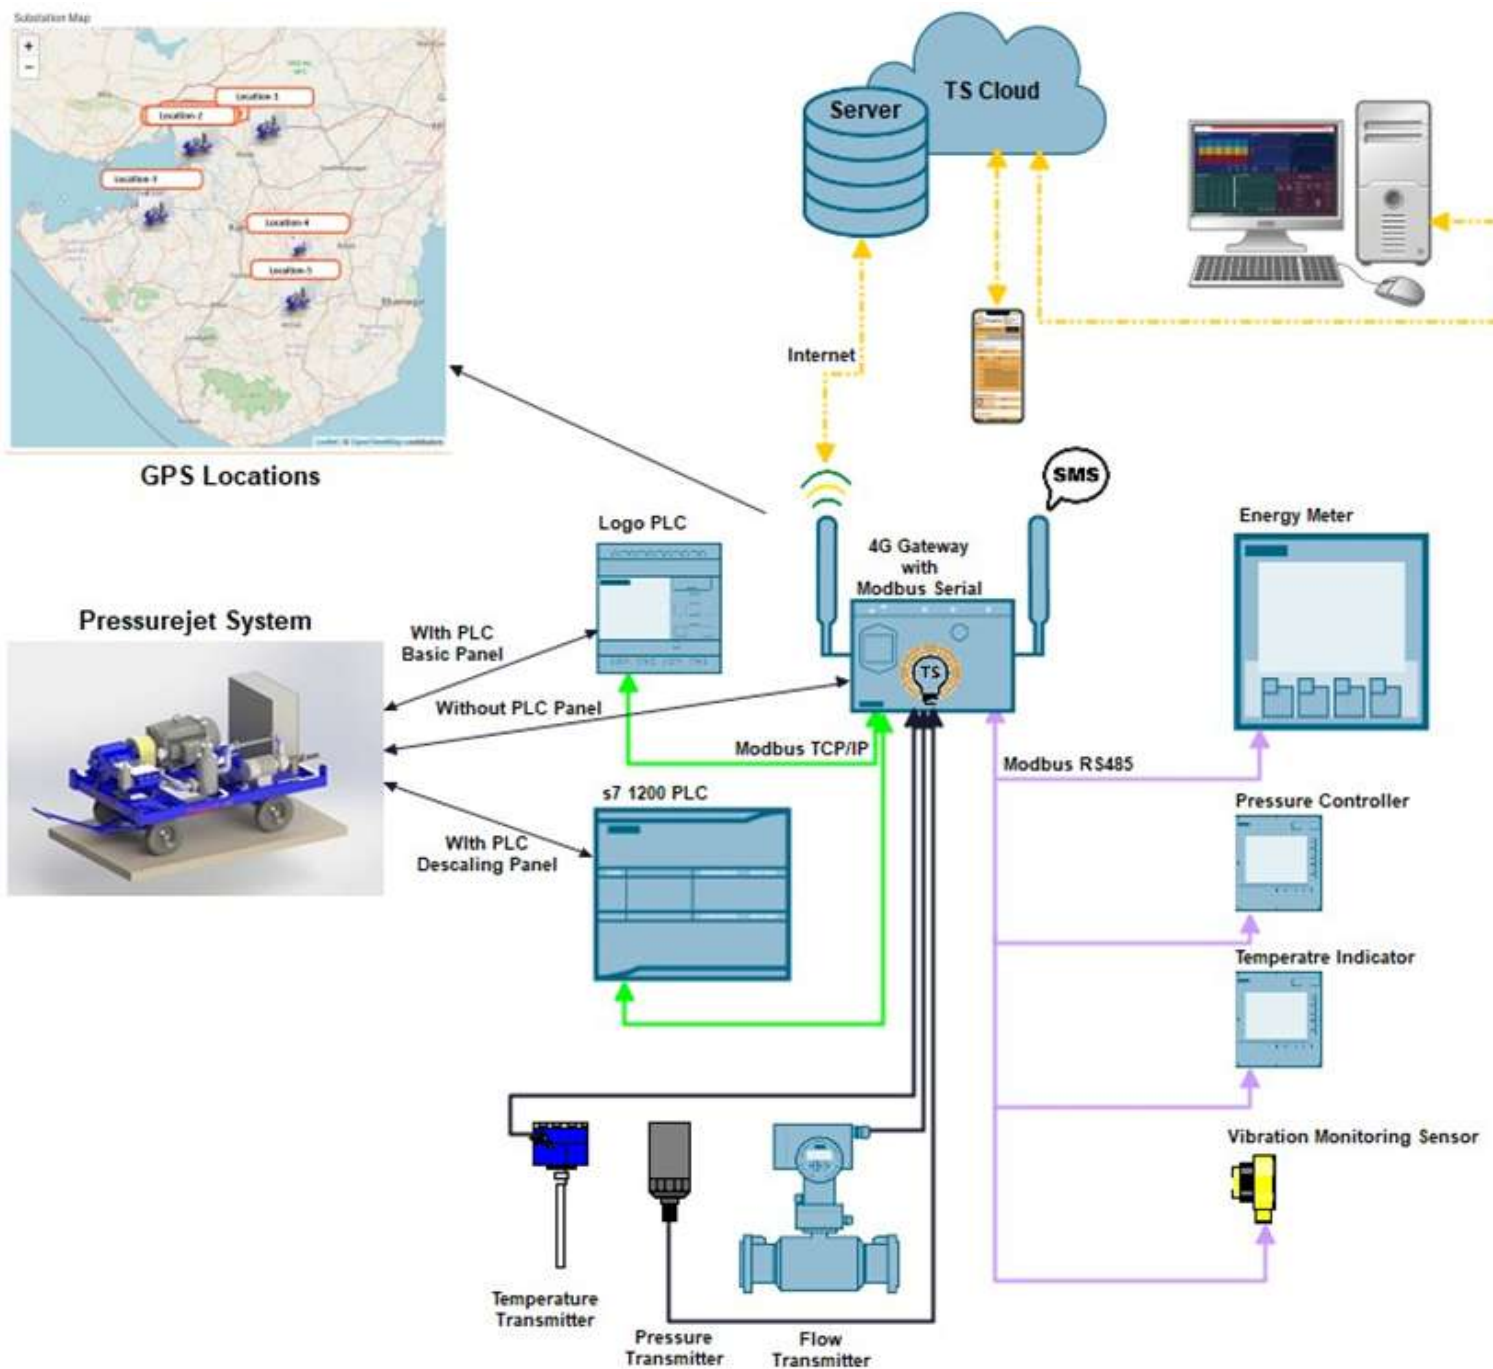 Substation Map
+
−
Location-1
Location-2
Location-3
Location-4
Location-5
GPS Locations
Server
TS Cloud
Internet
SMS
Logo PLC
4G Gateway
with
Modbus Serial
TS
Energy Meter
Pressurejet System
WIth PLC
Basic Panel
Without PLC Panel
Modbus TCP/IP
Modbus RS485
s7 1200 PLC
WIth PLC
Descaling Panel
Pressure Controller
Temperatre Indicator
Vibration Monitoring Sensor
Temperature
Transmitter
Pressure
Transmitter
Flow
Transmitter